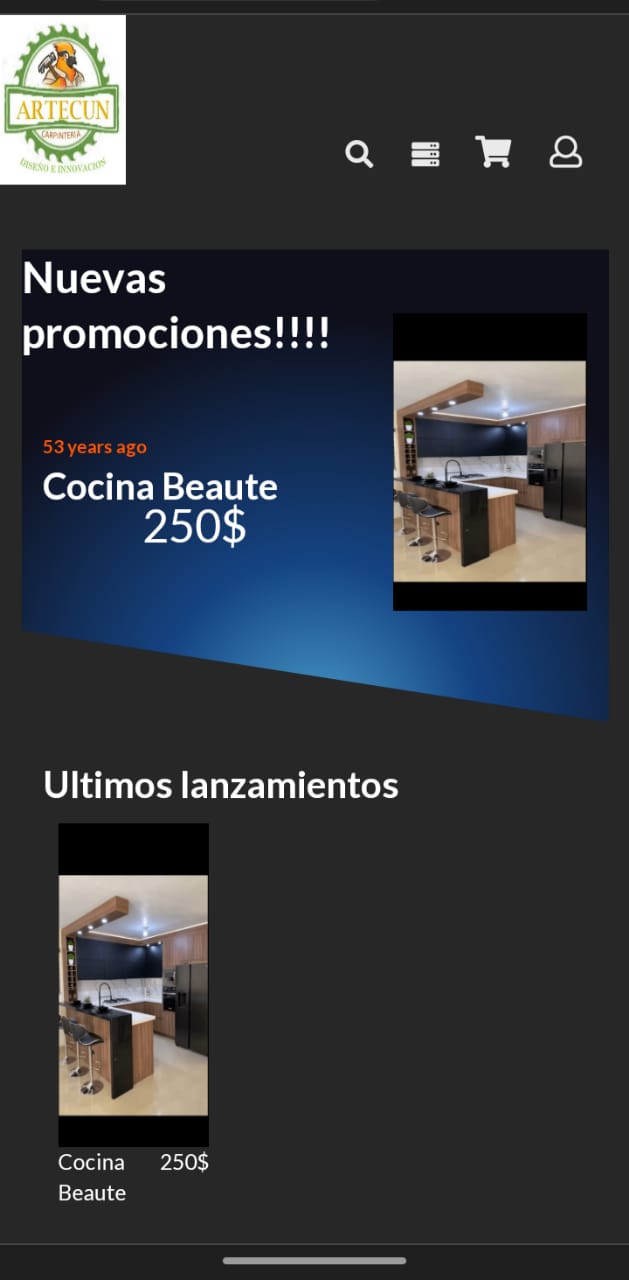 ARTECUN
CARPINTERIA
DISEÑO E INNOVACION
Nuevas
promociones!!!!
53 years ago
Cocina Beaute
250$
Ultimos lanzamientos
Cocina 250$
Beaute